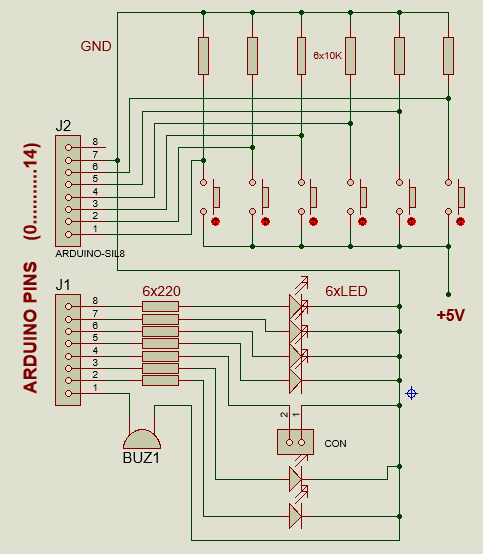 GND
6x10K
J2
8
7
6
5
4
3
2
1
ARDUINO-SIL8
ARDUINO PINS (0............14)
+5V
J1
6x220
6xLED
8
7
6
5
4
3
2
1
2
1
CON
BUZ1